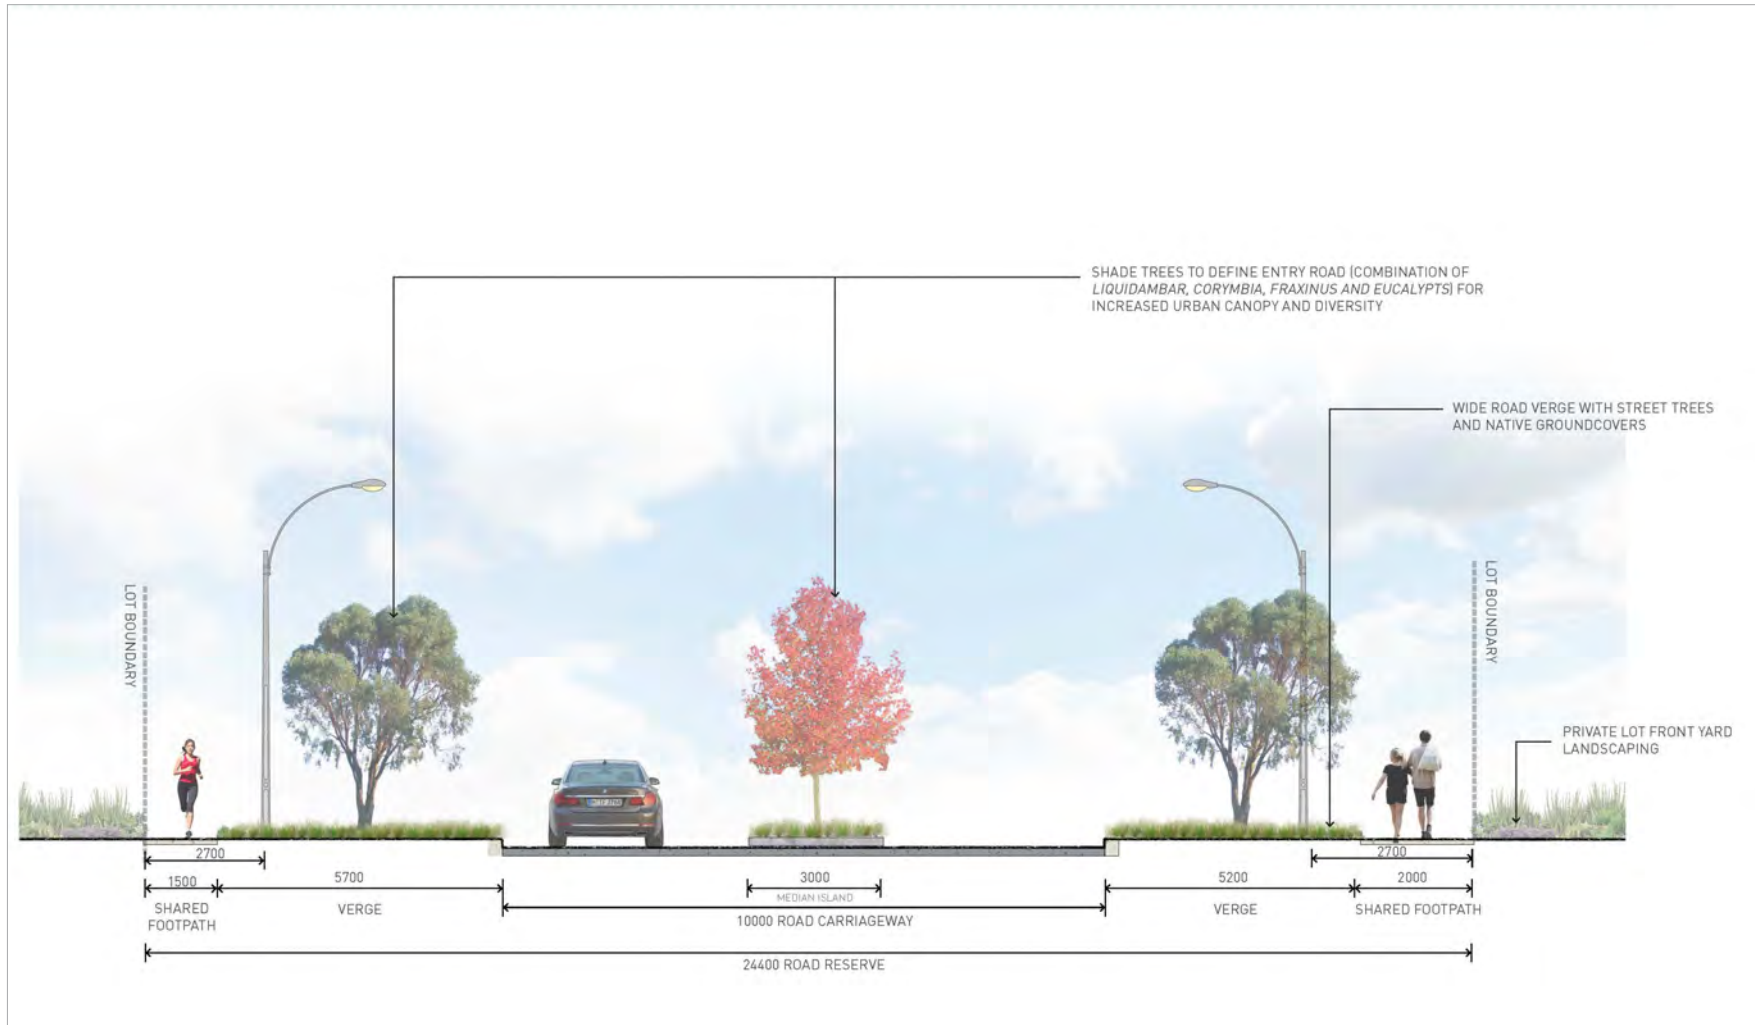 SHADE TREES TO DEFINE ENTRY ROAD (COMBINATION OF
LIQUIDAMBAR, CORYMBIA, FRAXINUS AND EUCALYPTS) FOR
INCREASED URBAN CANOPY AND DIVERSITY
WIDE ROAD VERGE WITH STREET TREES
AND NATIVE GROUNDCOVERS
LOT BOUNDARY
LOT BOUNDARY
PRIVATE LOT FRONT YARD
LANDSCAPING
2700
2700
1500
5700
3000
5200
2000
MEDIAN ISLAND
SHARED
FOOTPATH
VERGE
10000 ROAD CARRIAGEWAY
VERGE
SHARED FOOTPATH
24400 ROAD RESERVE